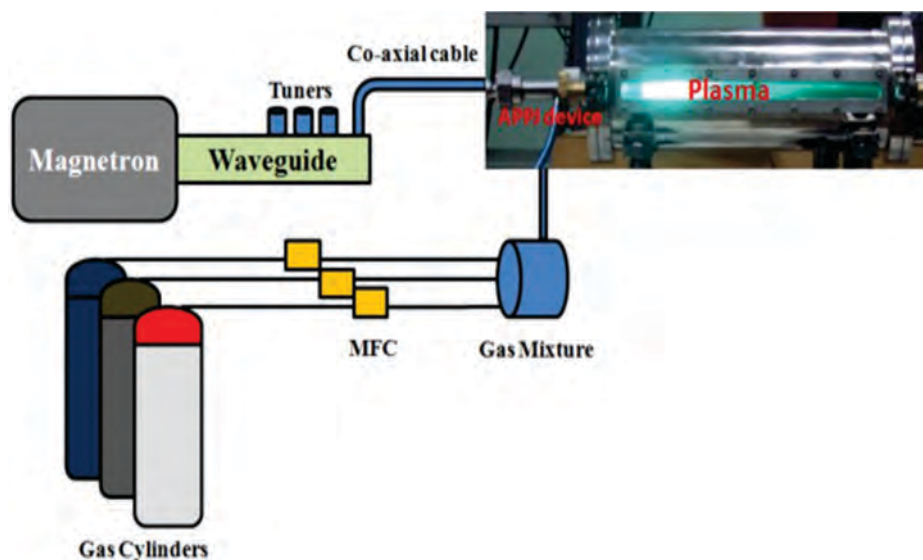 Co-axial cable
Tuners
Magnetron
Waveguide
Plasma
APPJ device
MFC
Gas Mixture
Gas Cylinders